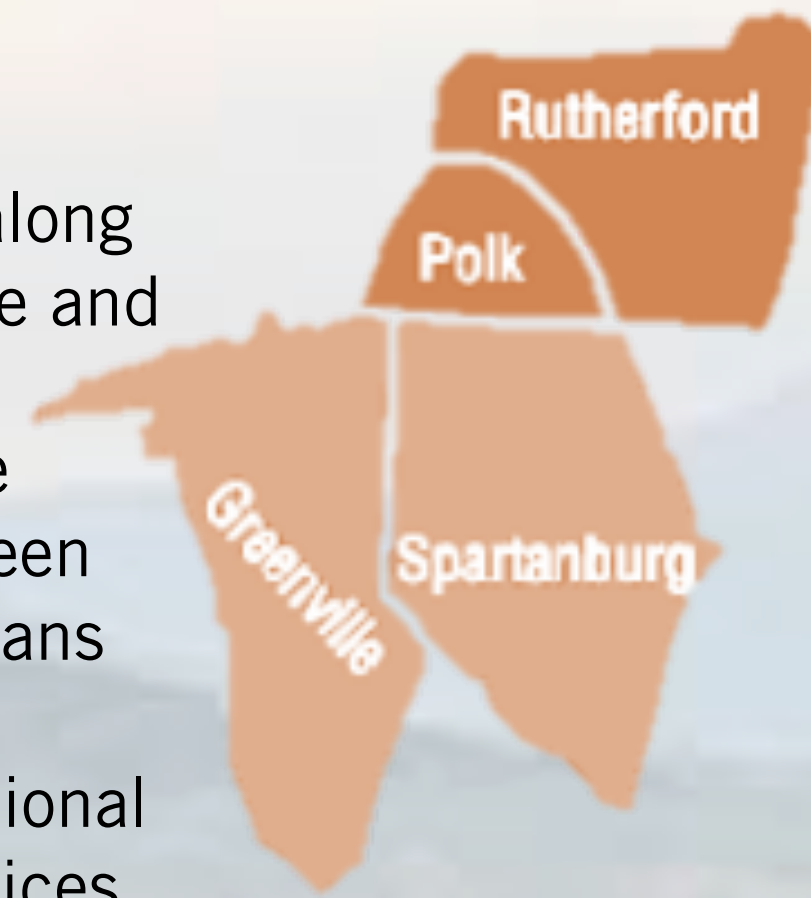 Rutherford
along
Polk
e and
e
Greenville
Spartanburg
een
ans
ional
ices